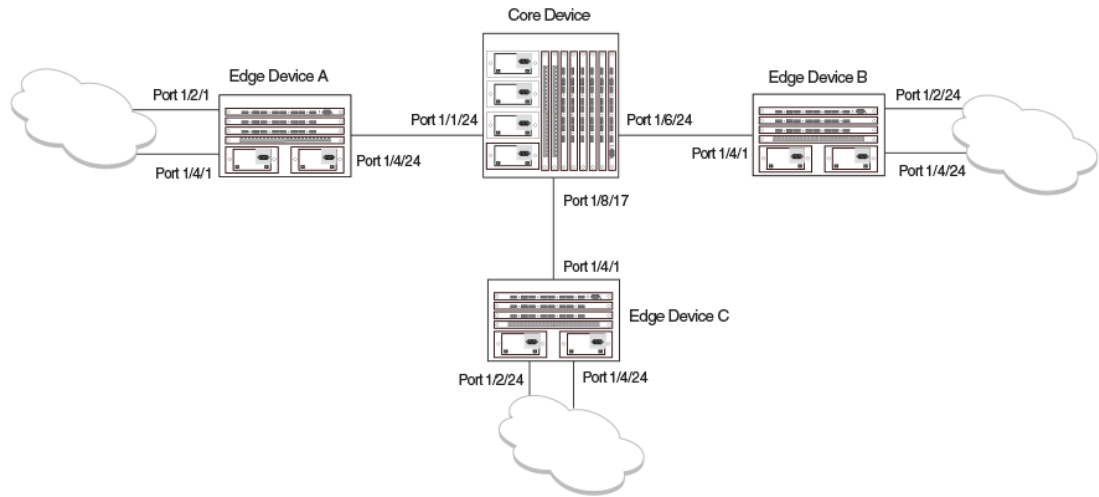 Core Device
Edge Device A
Edge Device B
Port 1/2/1
Port 1/2/24
Port 1/1/24
Port 1/6/24
Port 1/4/24
Port 1/4/1
Port 1/4/1
Port 1/4/24
Port 1/8/17
Port 1/4/1
Edge Device C
Port 1/2/24
Port 1/4/24